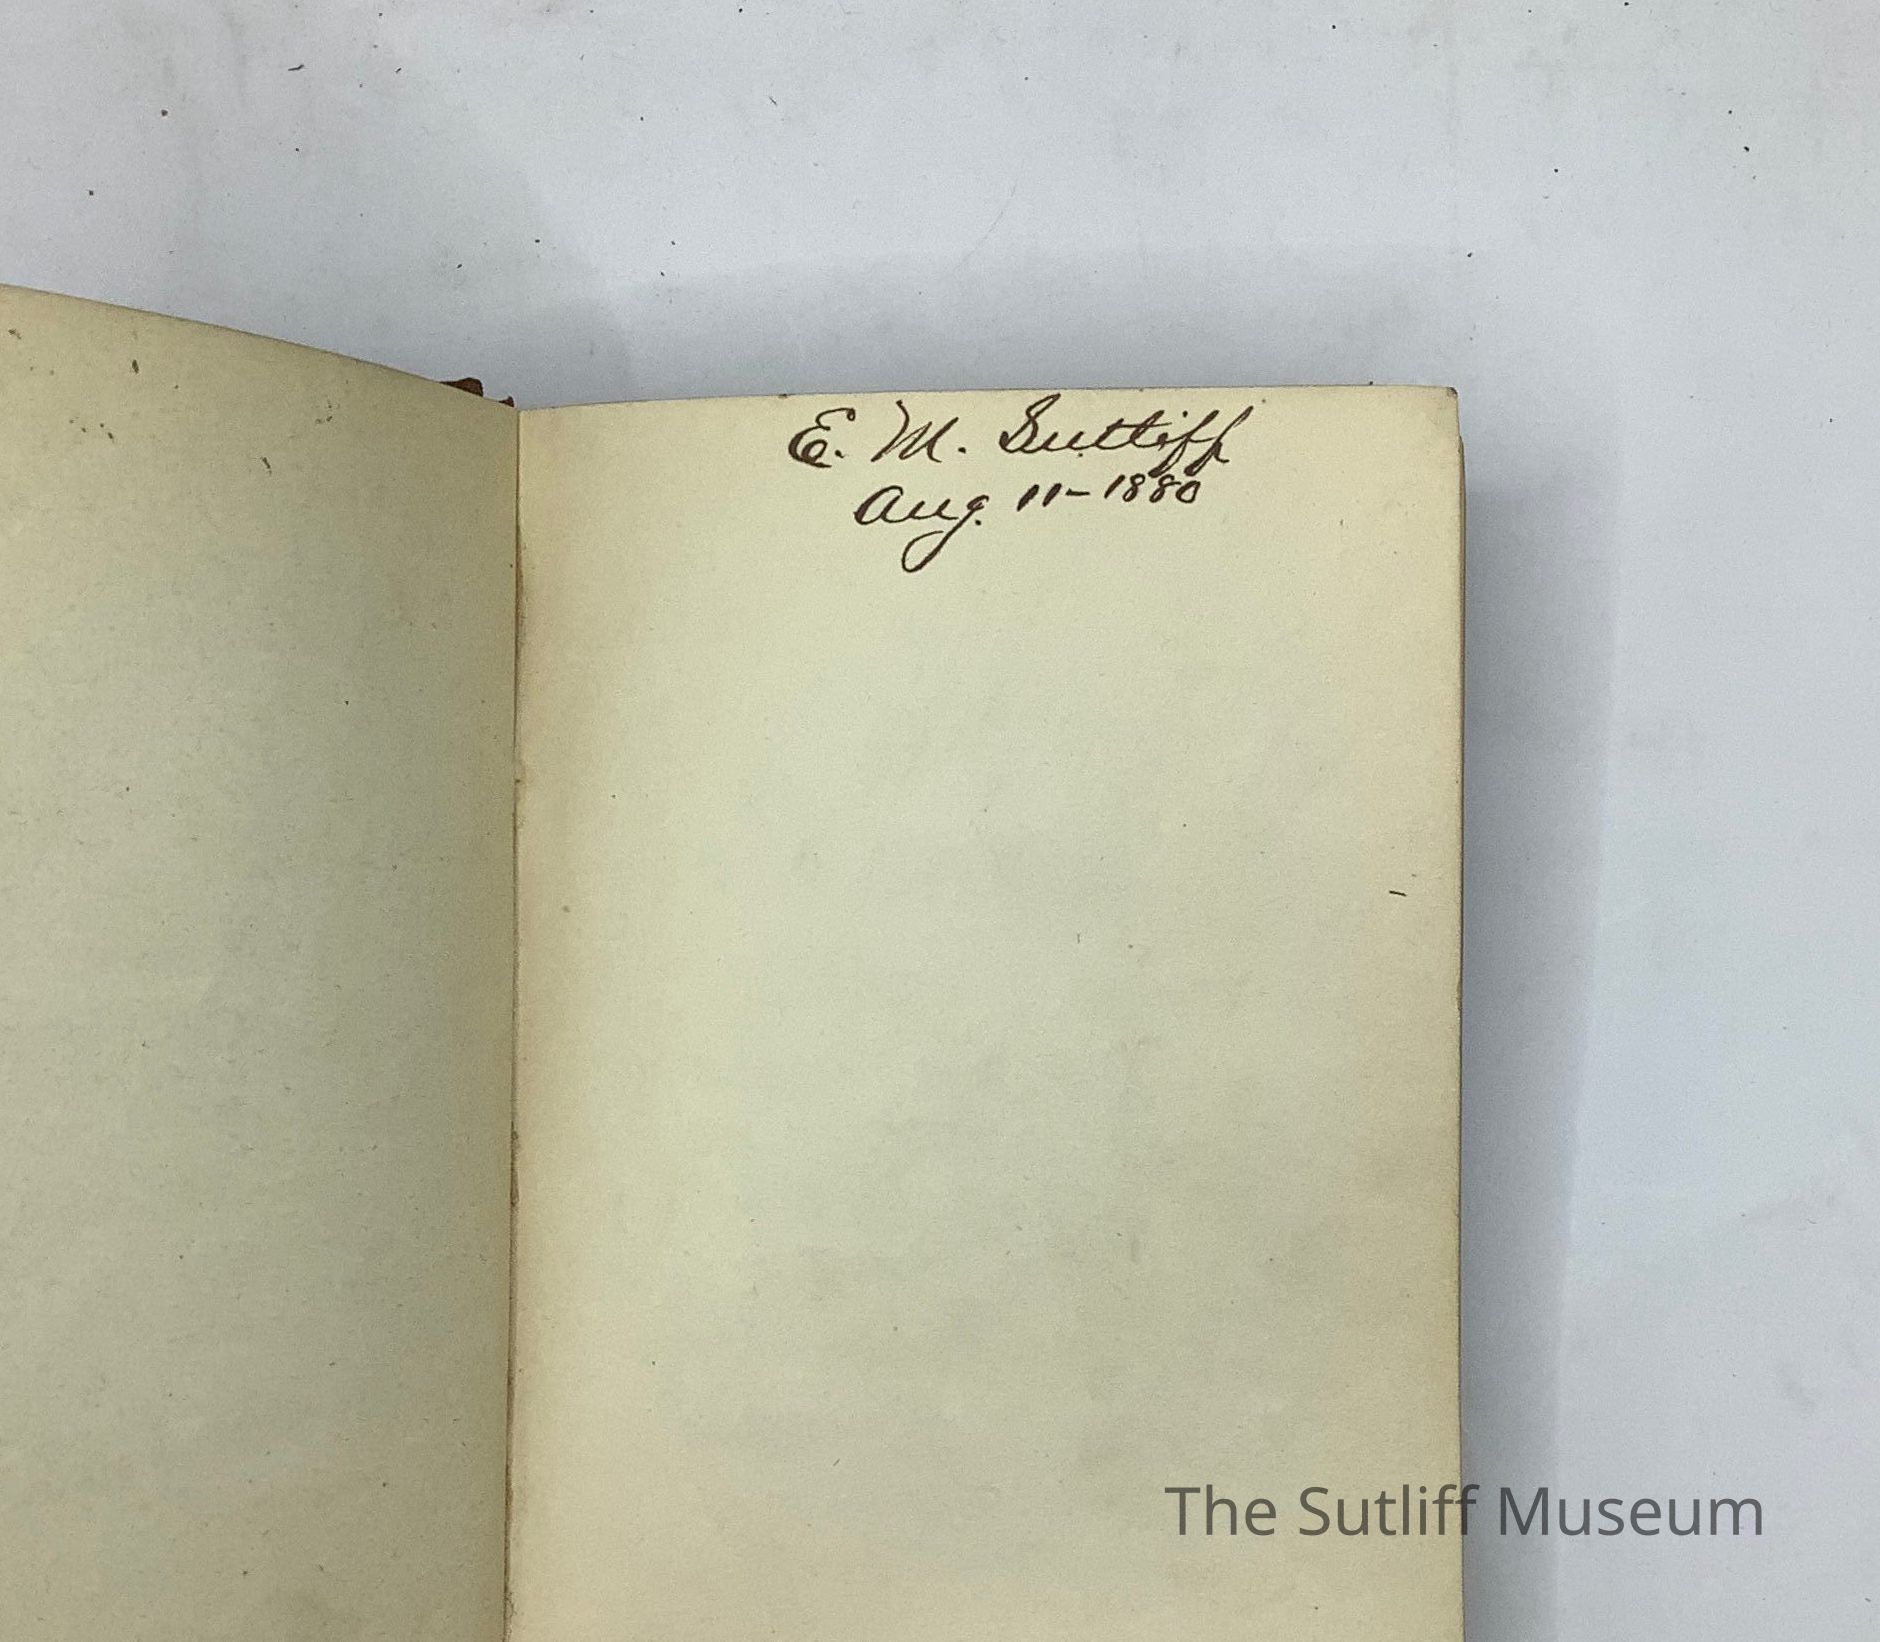 E. M. Sutliff
Aug. 11-1880
The Sutliff Museum